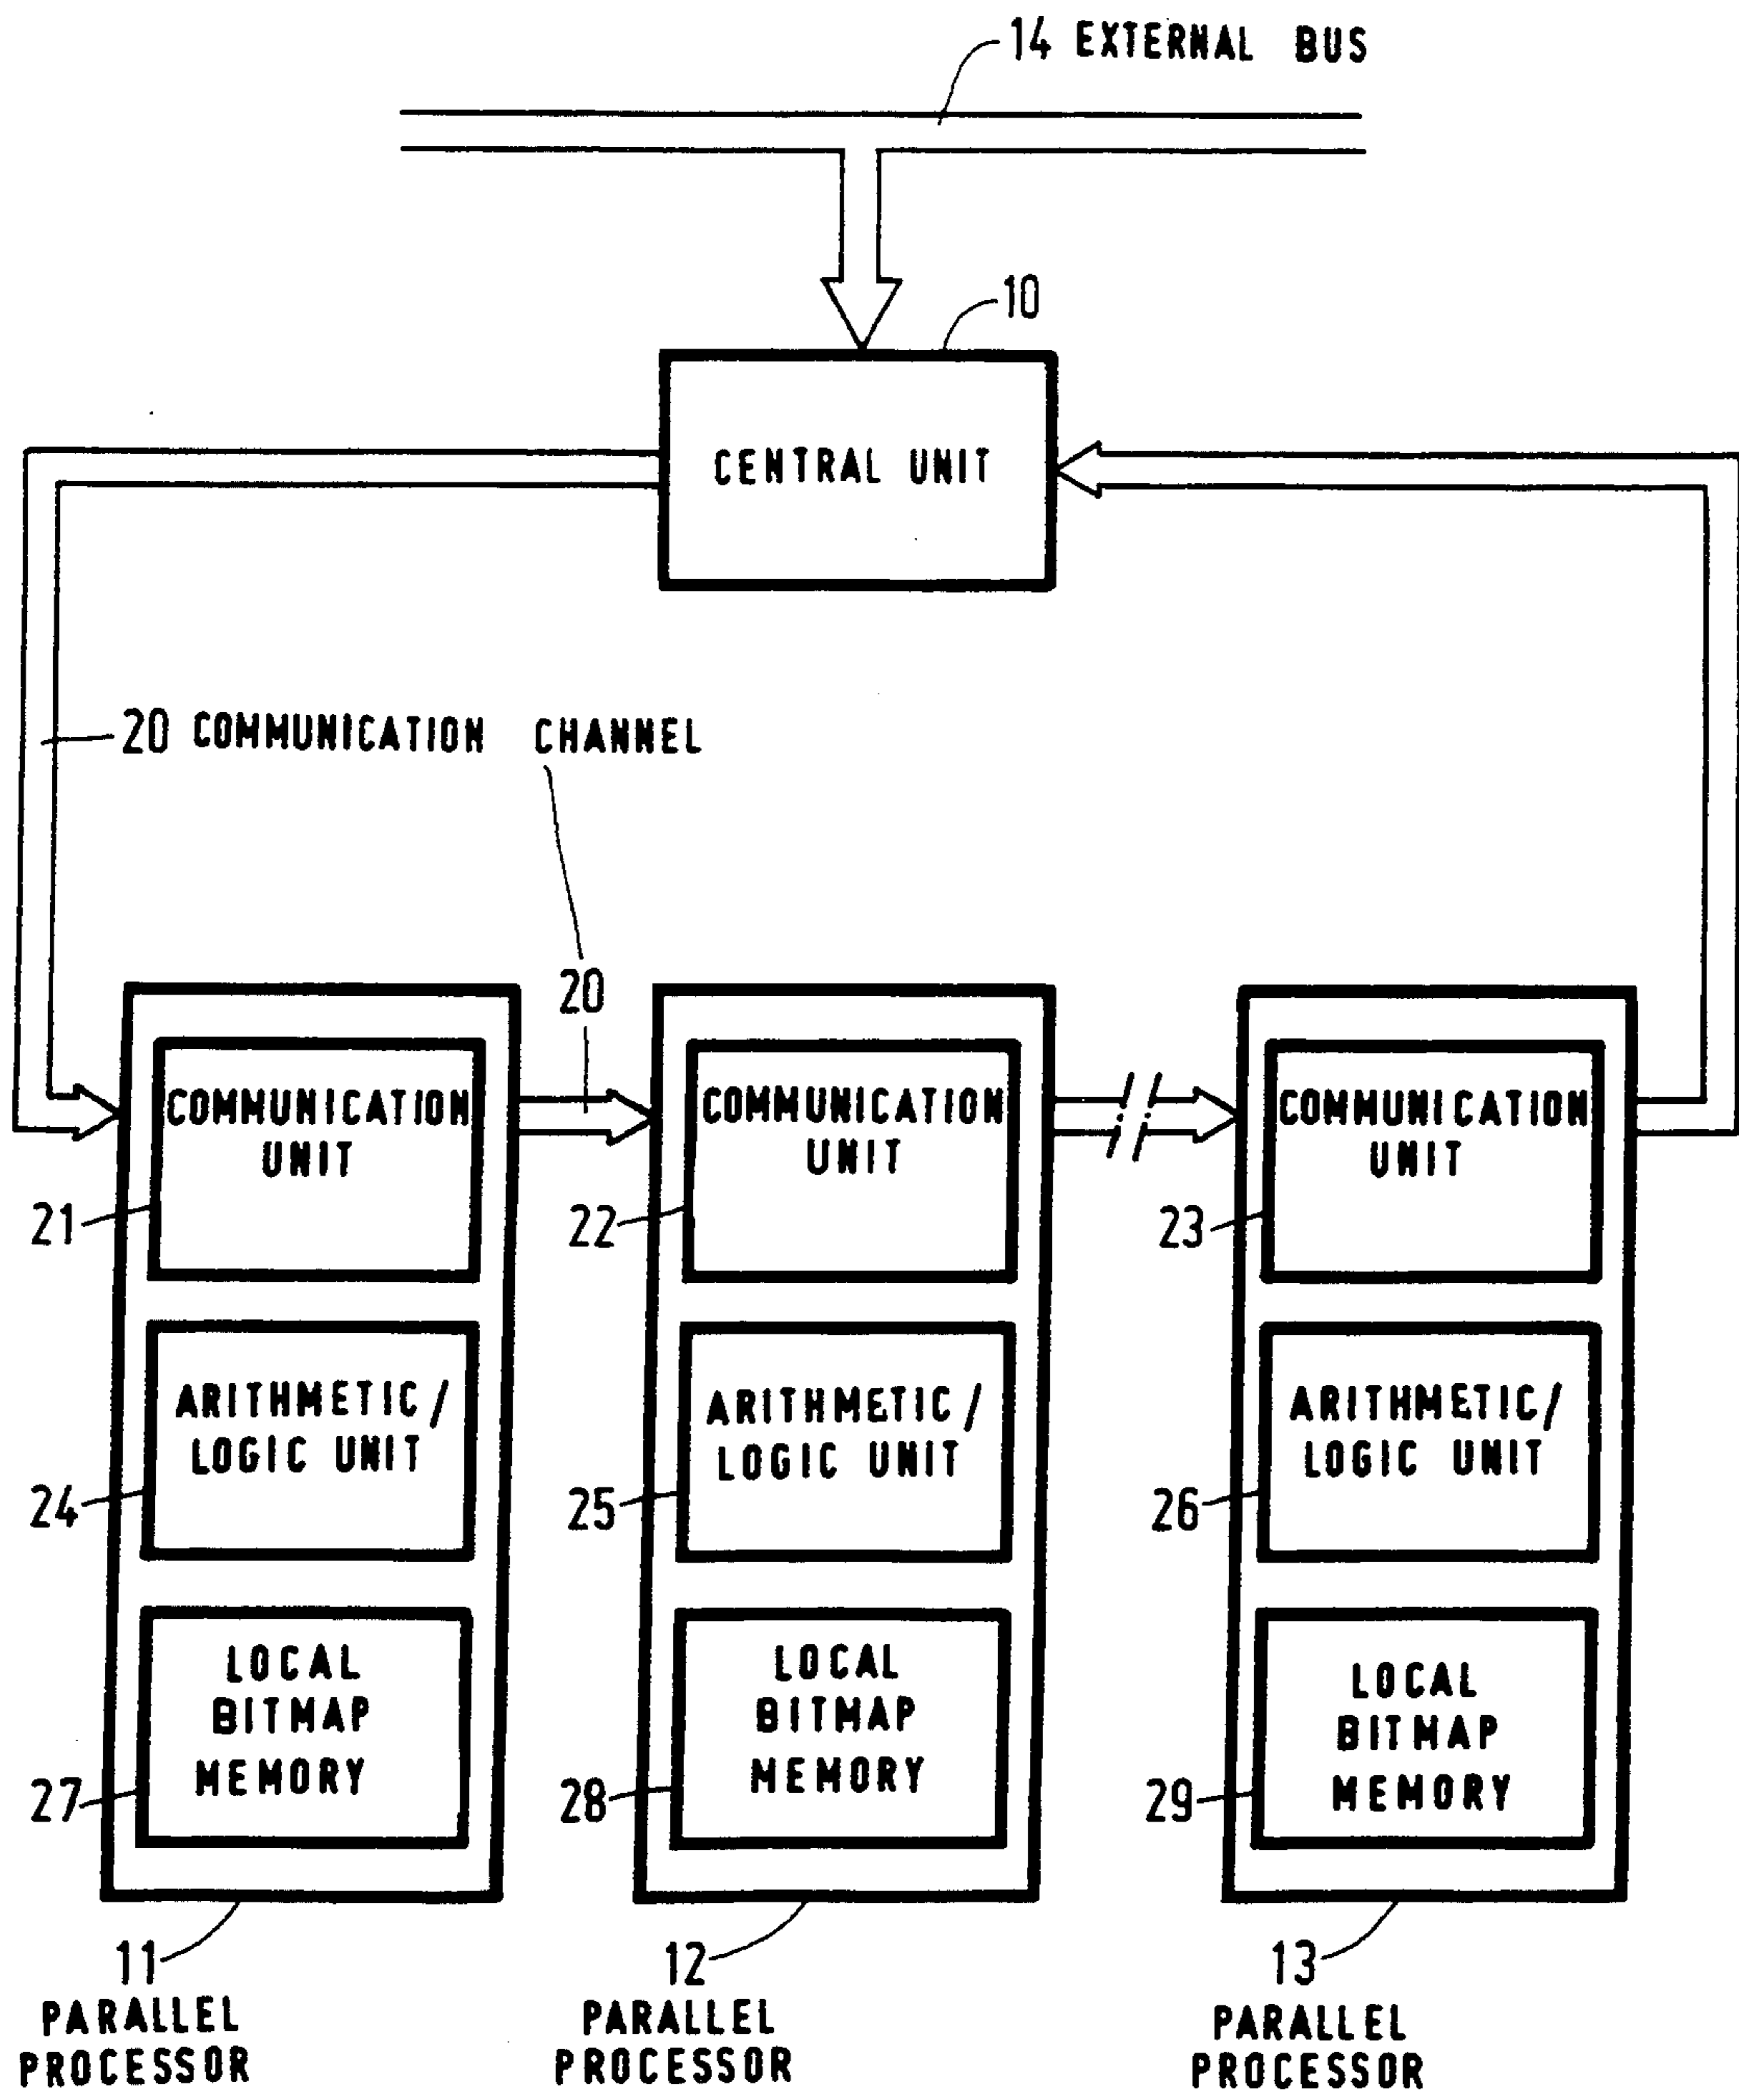 14 EXTERNAL BUS
10
CENTRAL UNIT
20 COMMUNICATION CHANNEL
20
COMMUNICATION
UNIT
21
COMMUNICATION
UNIT
22
COMMUNICATION
UNIT
23
ARITHMETIC/
LOGIC UNIT
24
ARITHMETIC/
LOGIC UNIT
25
ARITHMETIC/
LOGIC UNIT
26
LOCAL
BITMAP
MEMORY
27
LOCAL
BITMAP
MEMORY
28
LOCAL
BITMAP
MEMORY
29
11
PARALLEL
PROCESSOR
12
PARALLEL
PROCESSOR
13
PARALLEL
PROCESSOR